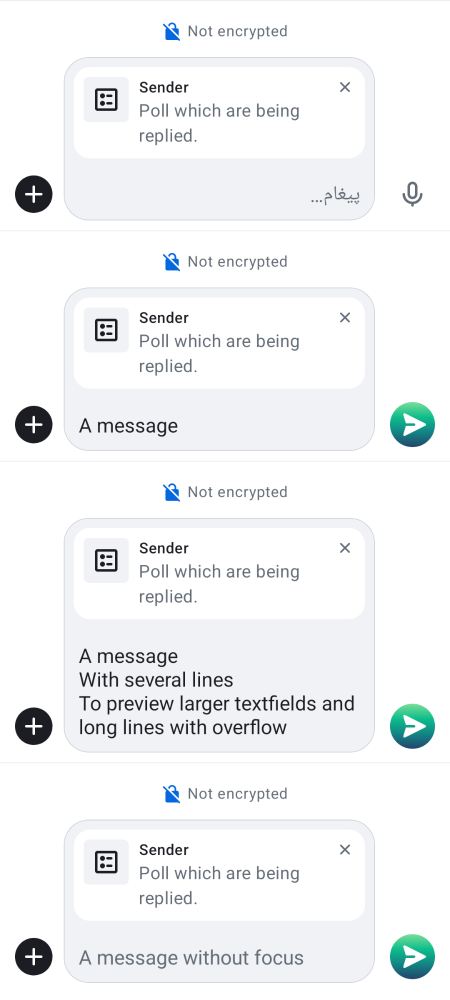 Not encrypted
Sender
Poll which are being
replied.
پیغام…
Not encrypted
Sender
Poll which are being
replied.
A message
Not encrypted
Sender
Poll which are being
replied.
A message
With several lines
To preview larger textfields and
long lines with overflow
Not encrypted
Sender
Poll which are being
replied.
A message without focus